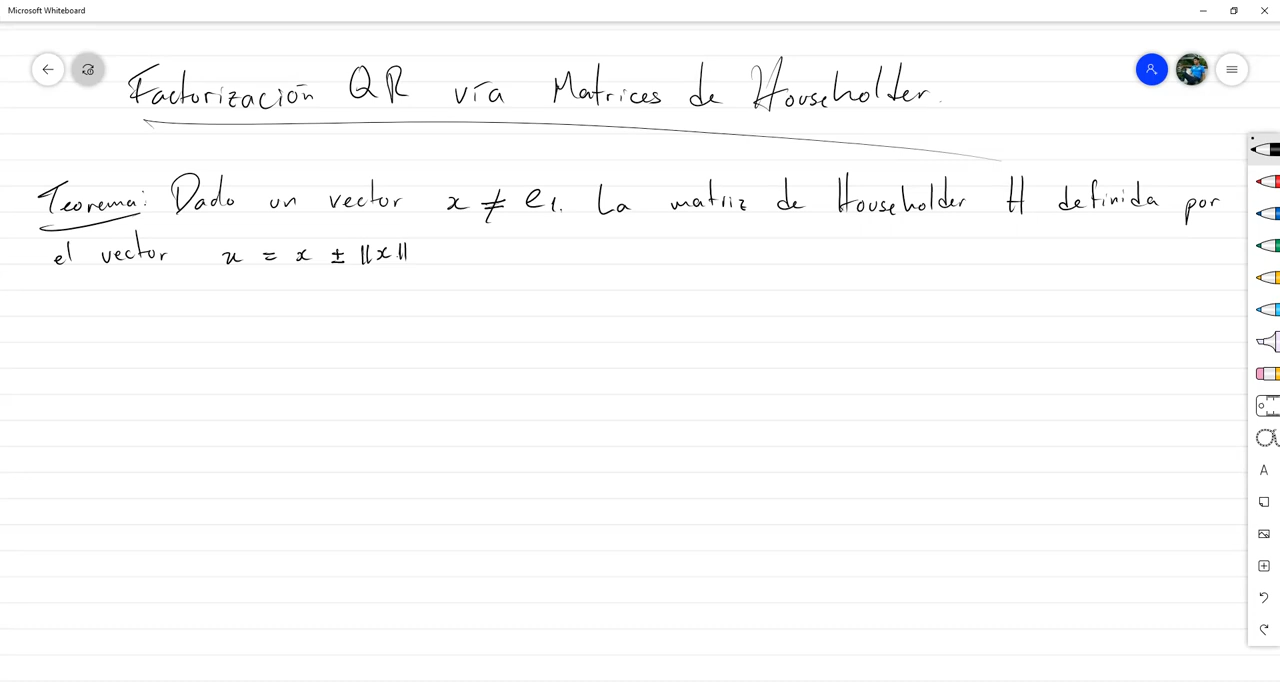 Microsoft Whiteboard
Factorización QR vía Matrices de Householder.
Teorema: Dado un vector x ≠ e₁. La matriz de Householder H definida por
el vector u = x ± ||x||
A